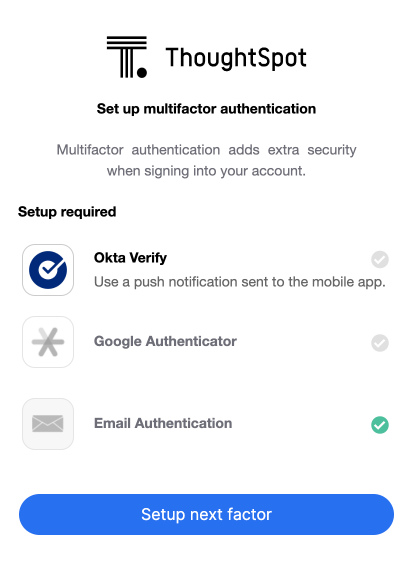 ThoughtSpot
Set up multifactor authentication
Multifactor authentication adds extra security
when signing into your account.
Setup required
Okta Verify
Use a push notification sent to the mobile app.
Google Authenticator
Email Authentication
Setup next factor